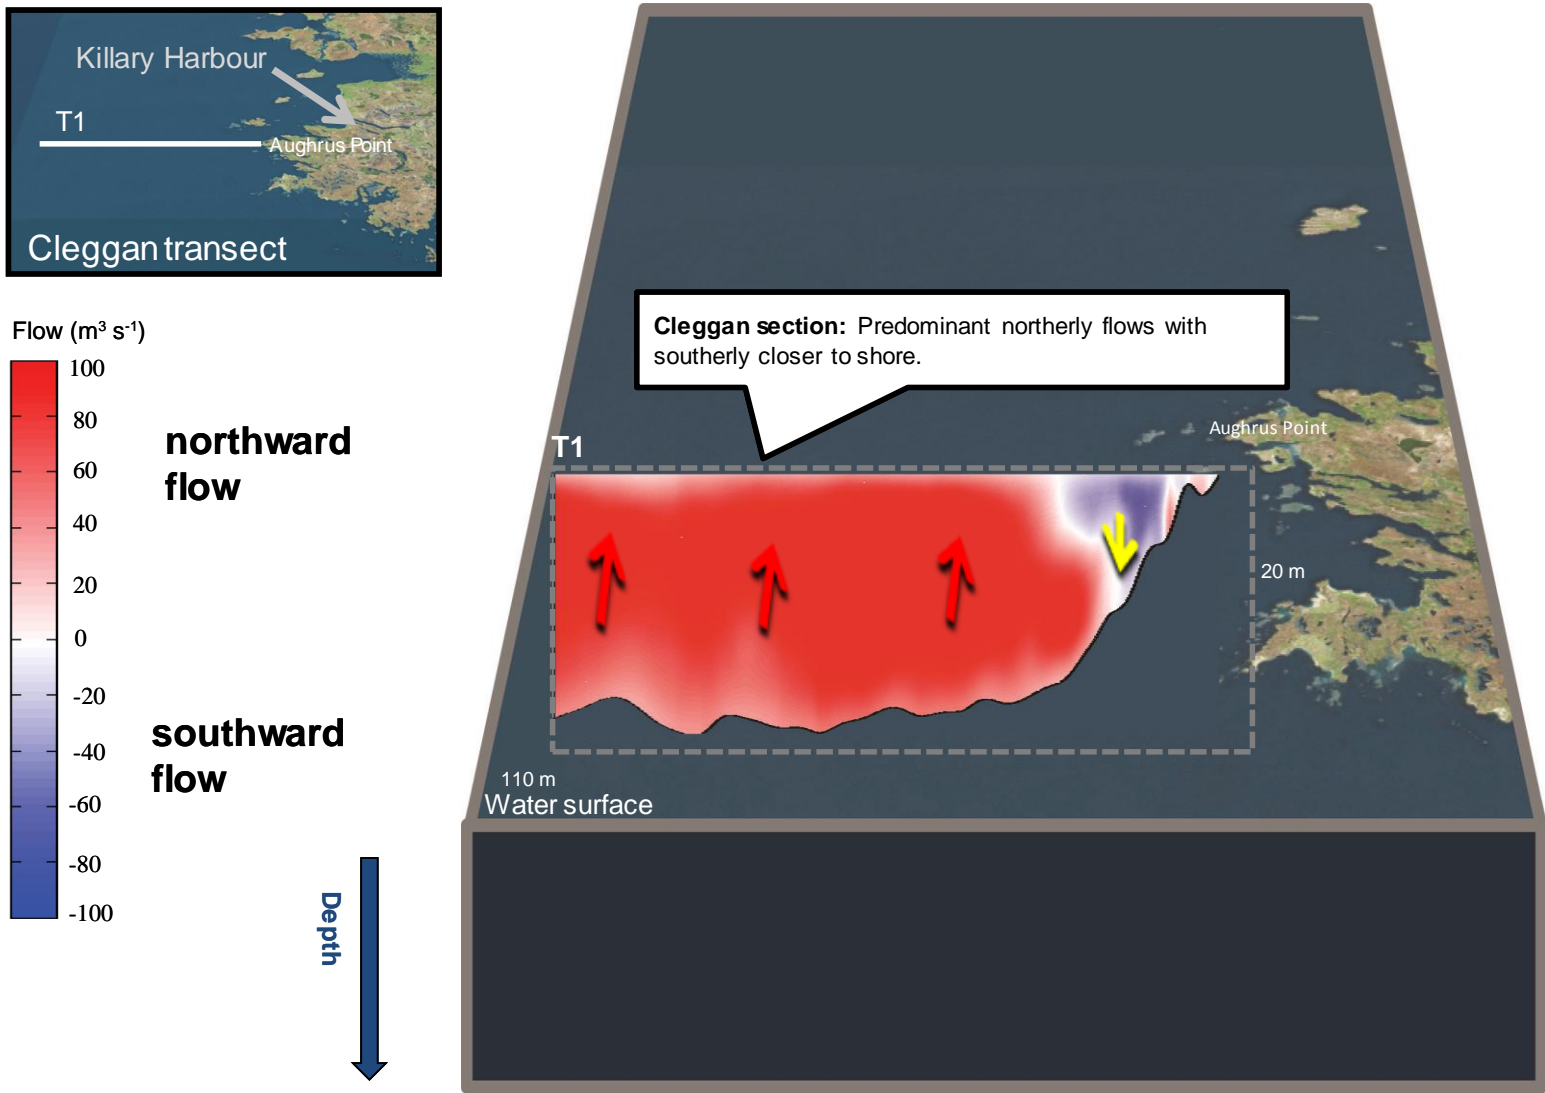 Killary Harbour
T1
Aughrus Point
Cleggan transect
Flow (m³ s⁻¹)
100
80
60
40
20
0
-20
-40
-60
-80
-100
northward
flow
southward
flow
Depth
Cleggan section: Predominant northerly flows with
southerly closer to shore.
Aughrus Point
T1
20 m
110 m
Water surface